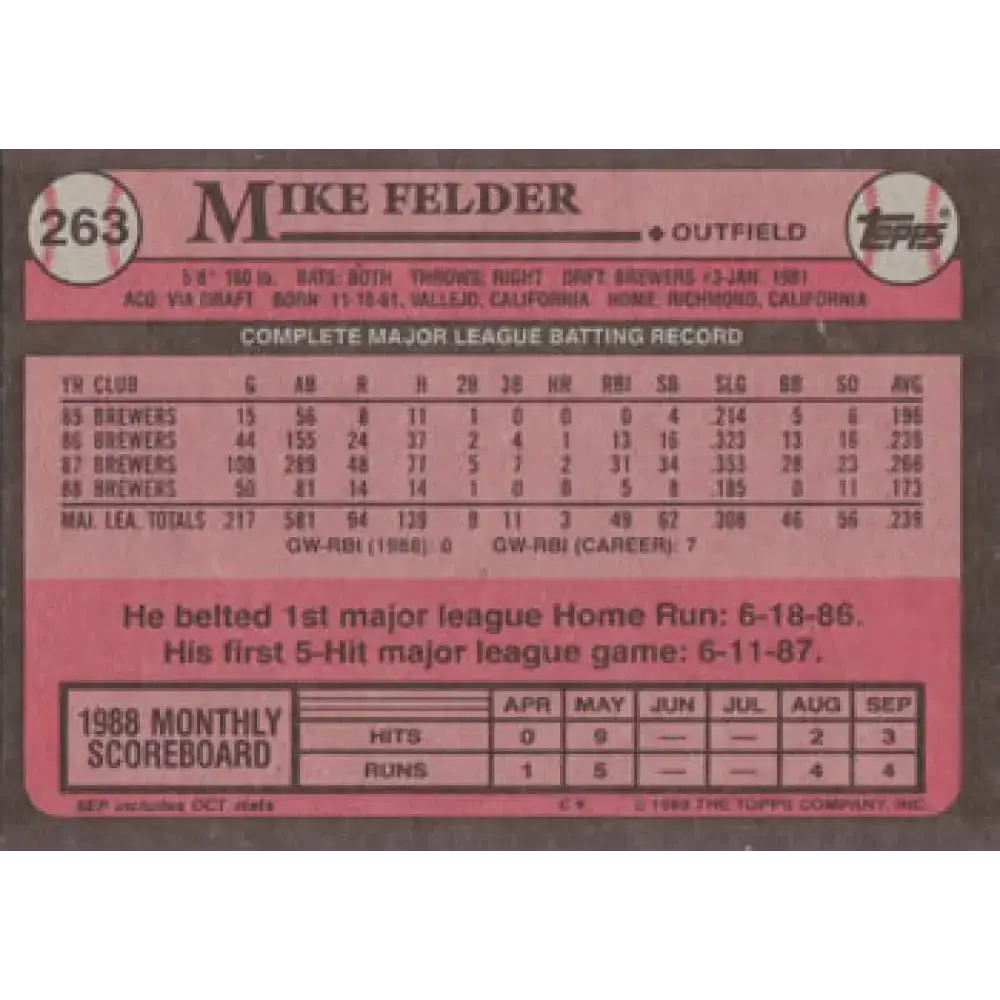 263
MIKE FELDER
OUTFIELD
TOPPS®
5'8" 160 lb. BATS: BOTH THROWS: RIGHT DRFT: BREWERS #3-JAN. 1981
ACQ: VIA DRAFT BORN: 11-18-61, VALLEJO, CALIFORNIA HOME: RICHMOND, CALIFORNIA
COMPLETE MAJOR LEAGUE BATTING RECORD
YR CLUB G AB R H 2B 3B HR RBI SB SLG BB SO AVG
85 BREWERS 15 56 8 11 1 0 0 0 4 .214 5 6 .196
86 BREWERS 44 155 24 37 2 4 1 13 16 .323 13 16 .239
87 BREWERS 108 289 48 77 5 7 2 31 34 .353 28 23 .266
88 BREWERS 50 81 14 14 1 0 0 5 8 .185 0 11 .173
MAJ. LEA. TOTALS 217 581 94 139 9 11 3 49 62 .308 46 56 .239
GW-RBI (1988): 0 GW-RBI (CAREER): 7
He belted 1st major league Home Run: 6-18-86.
His first 5-Hit major league game: 6-11-87.
1988 MONTHLY SCOREBOARD
APR MAY JUN JUL AUG SEP
HITS 0 9 — — 2 3
RUNS 1 5 — — 4 4
SEP includes OCT stats C* © 1989 THE TOPPS COMPANY, INC.